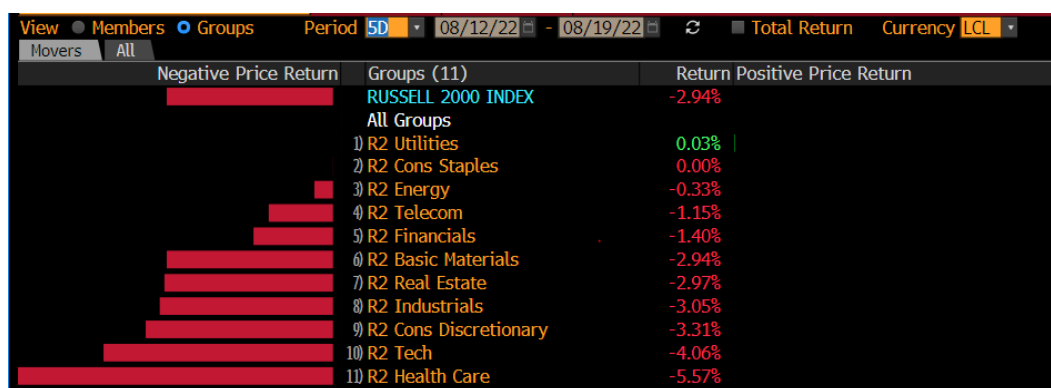 View Members Groups Period 5D 08/12/22 - 08/19/22 Total Return Currency LCL
Movers All
Negative Price Return Groups (11) Return Positive Price Return
RUSSELL 2000 INDEX -2.94%
All Groups
1) R2 Utilities 0.03%
2) R2 Cons Staples 0.00%
3) R2 Energy -0.33%
4) R2 Telecom -1.15%
5) R2 Financials -1.40%
6) R2 Basic Materials -2.94%
7) R2 Real Estate -2.97%
8) R2 Industrials -3.05%
9) R2 Cons Discretionary -3.31%
10) R2 Tech -4.06%
11) R2 Health Care -5.57%